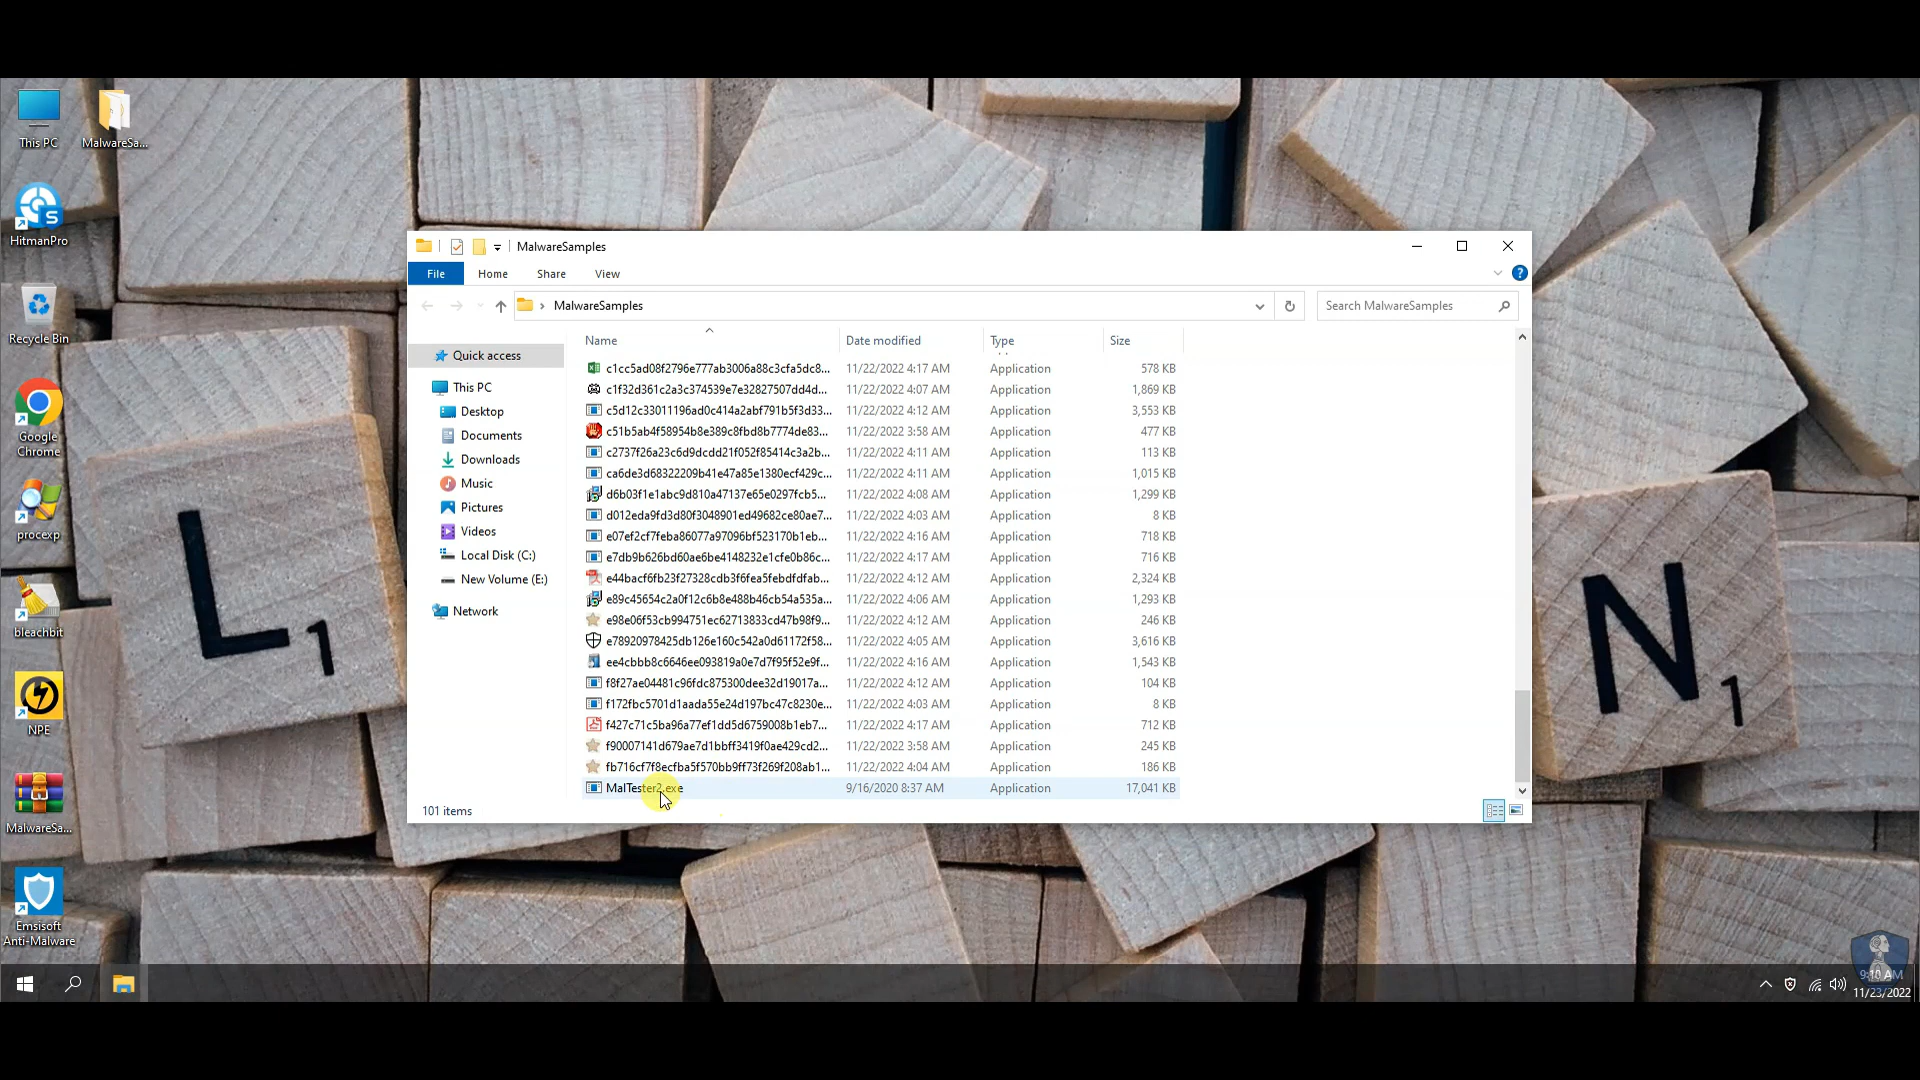 This PC
MalwareSa...
HitmanPro
Recycle Bin
Google
Chrome
procexp
bleachbit
NPE
MalwareSa...
Emsisoft
Anti-Malware
MalwareSamples
File Home Share View
MalwareSamples
Search MalwareSamples
Quick access
This PC
Desktop
Documents
Downloads
Music
Pictures
Videos
Local Disk (C:)
New Volume (E:)
Network
Name Date modified Type Size
c1cc5ad08f2796e777ab3006a88c3cfa5dc8... 11/22/2022 4:17 AM Application 578 KB
c1f32d361c2a3c374539e7e32827507dd4d... 11/22/2022 4:07 AM Application 1,869 KB
c5d12c33011196ad0c414a2abf791b5f3d33... 11/22/2022 4:12 AM Application 3,553 KB
c51b5ab4f58954b8e389c8fbd8b7774de83... 11/22/2022 3:58 AM Application 477 KB
c2737f26a23c6d9dcdd21f052f85414c3a2b... 11/22/2022 4:11 AM Application 113 KB
ca6de3d68322209b41e47a85e1380ecf429c... 11/22/2022 4:11 AM Application 1,015 KB
d6b03f1e1abc9d810a47137e65e0297fcb5... 11/22/2022 4:08 AM Application 1,299 KB
d012eda9fd3d80f3048901ed49682ce80ae7... 11/22/2022 4:03 AM Application 8 KB
e07ef2cf7feba86077a97096bf523170b1eb... 11/22/2022 4:16 AM Application 718 KB
e7db9b626bd60ae6be4148232e1cfe0b86c... 11/22/2022 4:17 AM Application 716 KB
e44bacf6fb23f27328cdb3f6fea5febdfdfab... 11/22/2022 4:12 AM Application 2,324 KB
e89c45654c2a0f12c6b8e488b46cb54a535a... 11/22/2022 4:06 AM Application 1,293 KB
e98e06f53cb994751ec62713833cd47b98f9... 11/22/2022 4:12 AM Application 246 KB
e78920978425db126e160c542a0d61172f58... 11/22/2022 4:05 AM Application 3,616 KB
ee4cbbb8c6646ee093819a0e7d7f95f52e9f... 11/22/2022 4:16 AM Application 1,543 KB
f8f27ae04481c96fdc875300dee32d19017a... 11/22/2022 4:12 AM Application 104 KB
f172fbc5701d1aada55e24d197bc47c8230e... 11/22/2022 4:03 AM Application 8 KB
f427c71c5ba96a77ef1dd5d6759008b1eb7... 11/22/2022 4:17 AM Application 712 KB
f90007141d679ae7d1bbff3419f0ae429cd2... 11/22/2022 3:58 AM Application 245 KB
fb716cf7f8ecfba5f570bb9ff73f269f208ab1... 11/22/2022 4:04 AM Application 186 KB
MalTester2.exe 9/16/2020 8:37 AM Application 17,041 KB
101 items
L1
N1
9:10 AM
11/23/2022